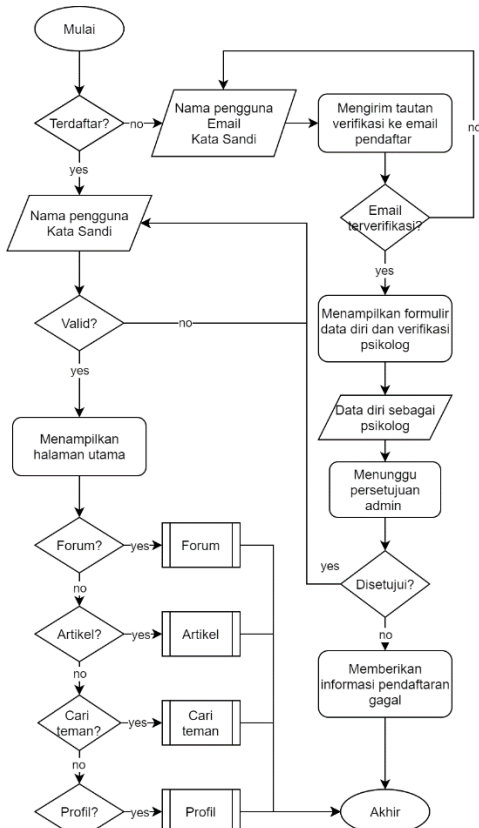 Mulai
Terdaftar?
no
Nama pengguna
Email
Kata Sandi
Mengirim tautan
verifikasi ke email
pendaftar
no
yes
Nama pengguna
Kata Sandi
Email
terverifikasi?
yes
Valid?
no
Menampilkan formulir
data diri dan verifikasi
psikolog
yes
Data diri sebagai
psikolog
Menampilkan
halaman utama
Menunggu
persetujuan
admin
Forum?
yes
Forum
yes
Disetujui?
no
no
Artikel?
yes
Artikel
Memberikan
informasi pendaftaran
gagal
no
Cari
teman?
yes
Cari
teman
no
Profil?
yes
Profil
Akhir